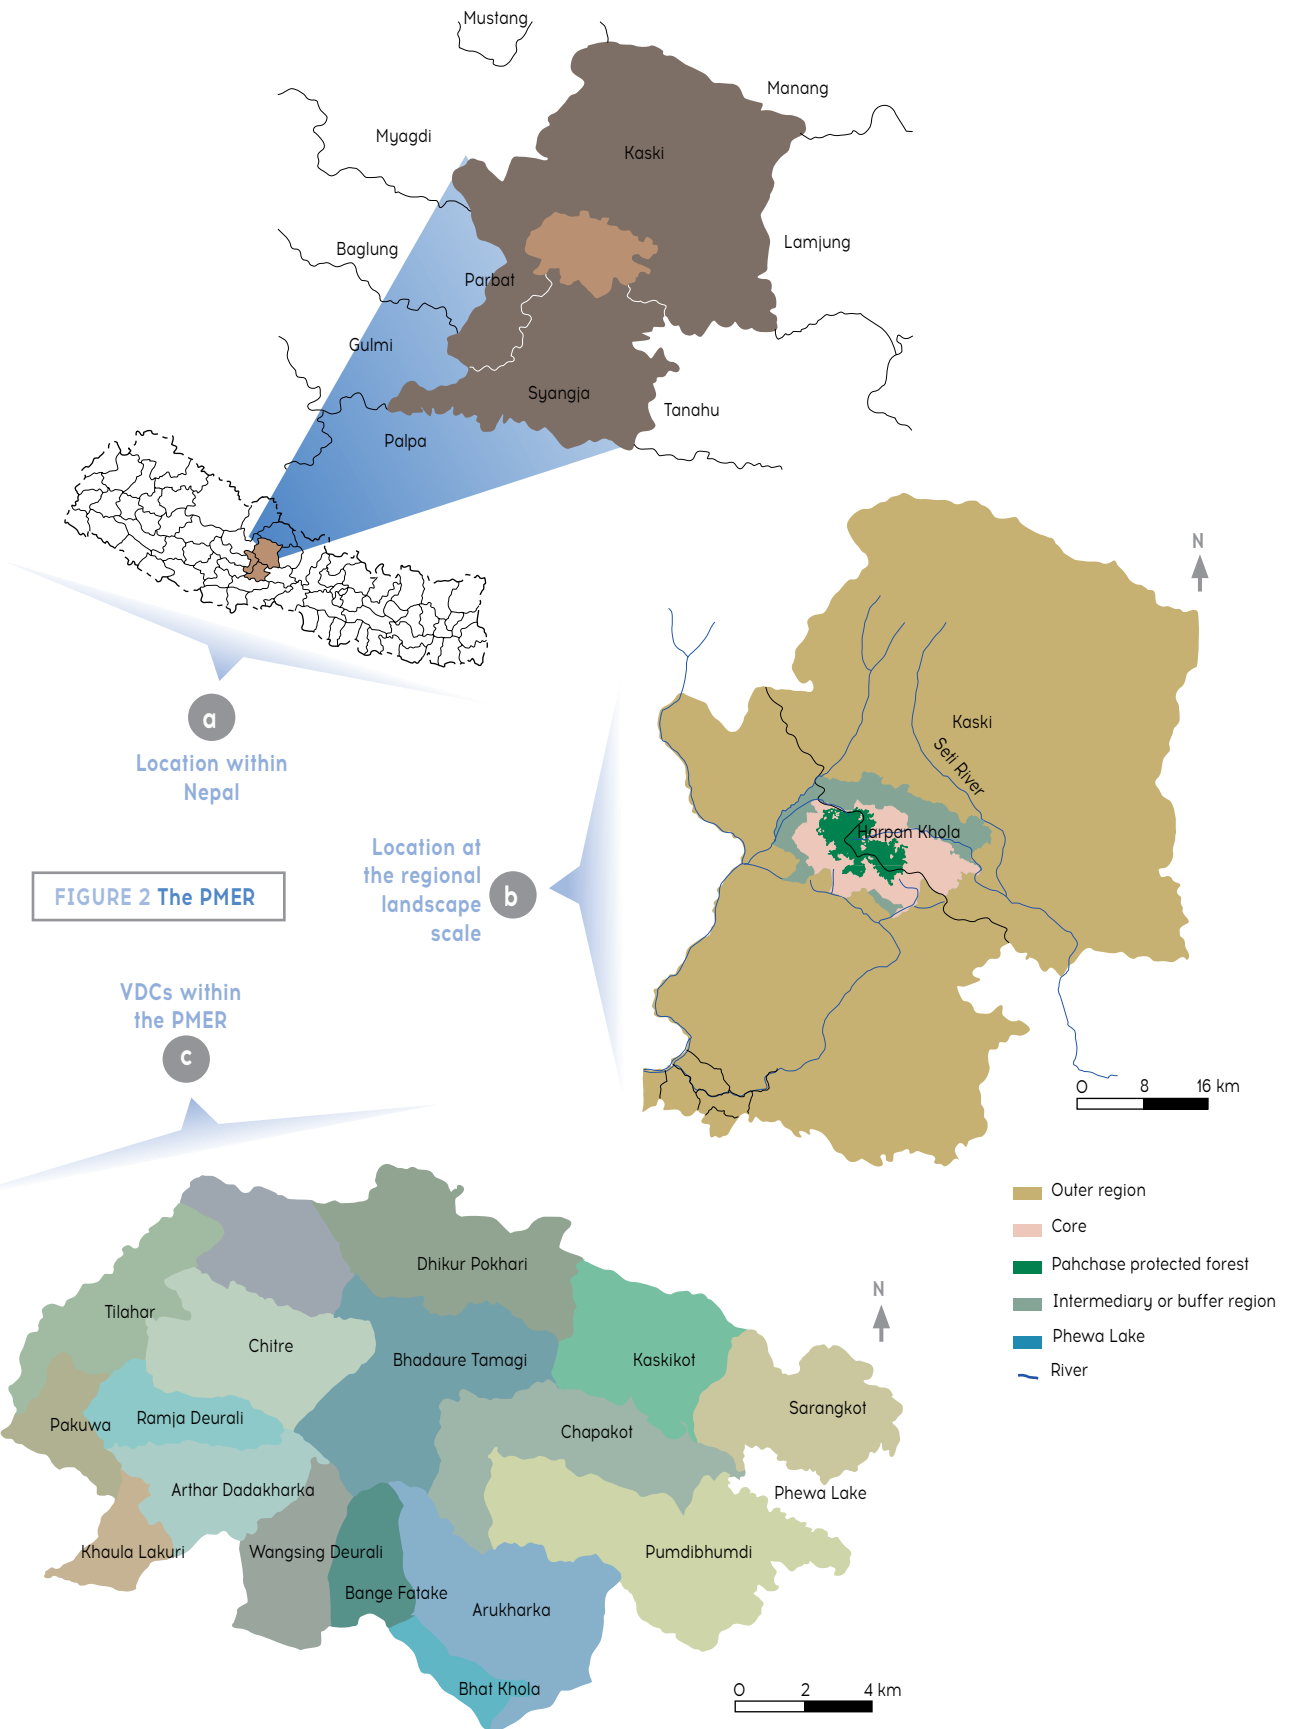 Mustang
Manang
Myagdi
Kaski
Baglung
Lamjung
Parbat
Gulmi
Syangja
Tanahu
Palpa
a
Location within
Nepal
N
Kaski
Seti River
Harpan Khola
Location at
the regional
landscape
scale
b
FIGURE 2 The PMER
VDCs within
the PMER
c
0 8 16 km
Outer region
Core
Pahchase protected forest
Intermediary or buffer region
Phewa Lake
River
N
Dhikur Pokhari
Tilahar
Chitre
Bhadaure Tamagi
Kaskikot
Sarangkot
Pakuwa
Ramja Deurali
Chapakot
Arthar Dadakharka
Phewa Lake
Khaula Lakuri
Wangsing Deurali
Pumdibhumdi
Bange Fatake
Arukharka
Bhat Khola
0 2 4 km